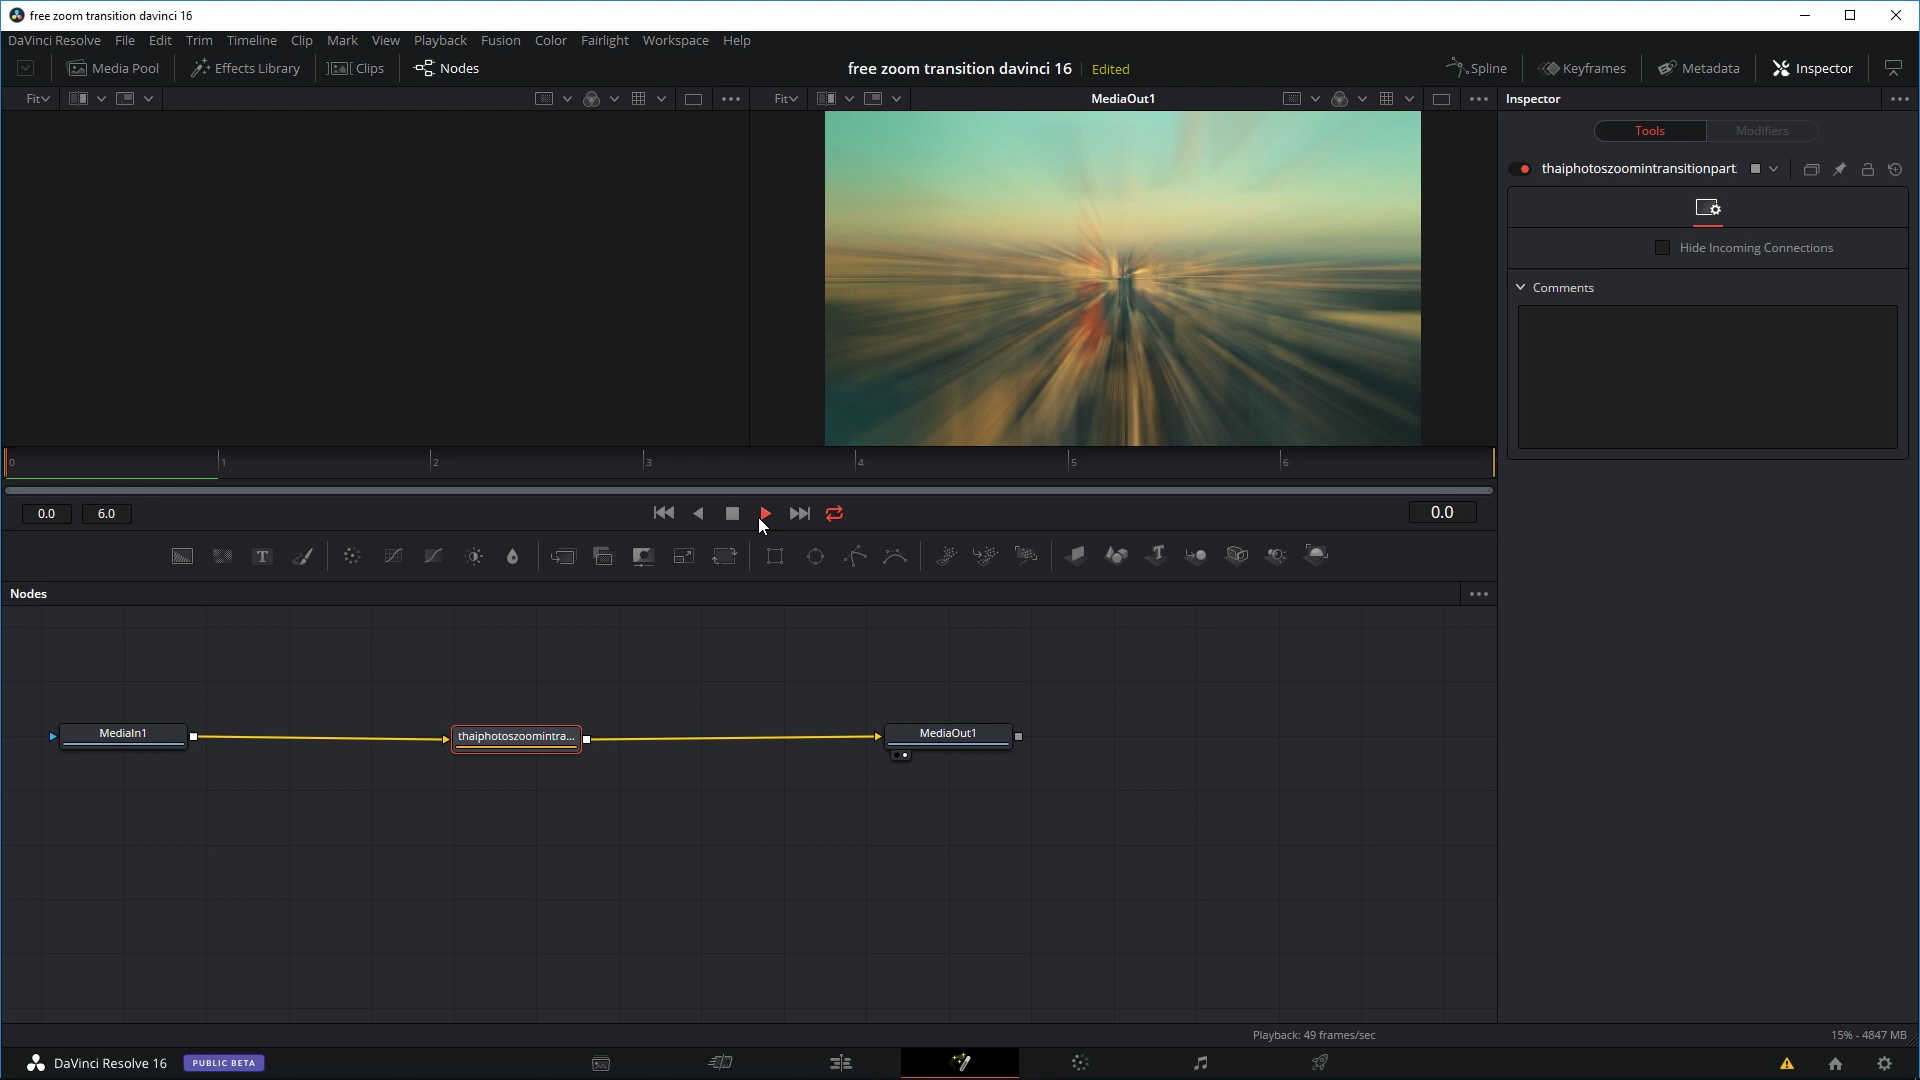 free zoom transition davinci 16
DaVinci Resolve File Edit Trim Timeline Clip Mark View Playback Fusion Color Fairlight Workspace Help
Media Pool Effects Library Clips Nodes free zoom transition davinci 16 Edited Spline Keyframes Metadata Inspector
Fit Fit MediaOut1 Inspector
Tools Modifiers
thaiphotoszoomintransitionpart
Hide Incoming Connections
Comments
0 1 2 3 4 5 6
0.0 6.0 0.0
T T
Nodes
MediaIn1 thaiphotoszoomintra... MediaOut1
Playback: 49 frames/sec 15% - 4847 MB
DaVinci Resolve 16 PUBLIC BETA